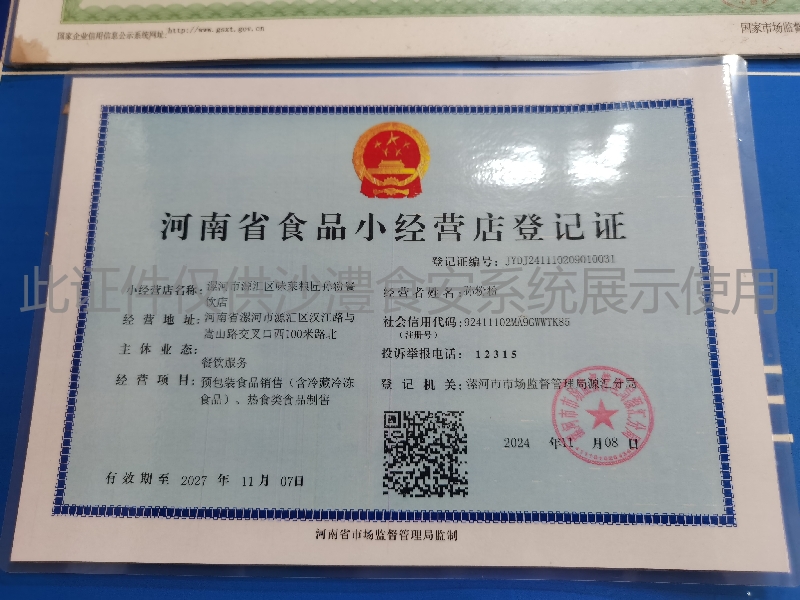 国家企业信用信息公示系统网址:http://www.gsxt.gov.cn
国家市场监督
河南省食品小经营店登记证
登记证编号: JYDJ241110209010031
小经营店名称: 漯河市源汇区
饮店
经营者姓名:
经营地址: 河南省漯河市源汇区汉江路与
嵩山路交叉口西100米路北
社会信用代码: 92411102MA9GWWTK85
(注册号)
主体业态:
餐饮服务
投诉举报电话: 12315
经营项目: 预包装食品销售(含冷藏冷冻
食品)、热食类食品制售
登记机关: 漯河市市场监督管理局源汇分局
2024 年11 月08 日
有效期至 2027 年 11月 07日
河南省市场监督管理局监制
此证件仅供沙澧食安系统展示使用